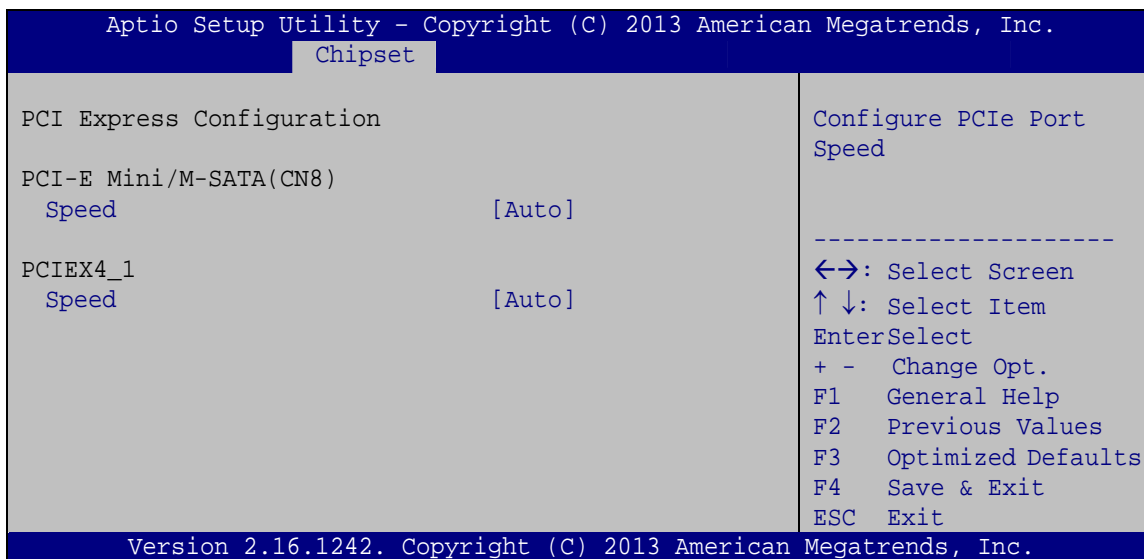 Aptio Setup Utility – Copyright (C) 2013 American Megatrends, Inc.
Chipset
PCI Express Configuration
PCI-E Mini/M-SATA(CN8)
Speed [Auto]
PCIEX4_1
Speed [Auto]
Configure PCIe Port
Speed
---------------------
←→: Select Screen
↑ ↓: Select Item
EnterSelect
+ - Change Opt.
F1 General Help
F2 Previous Values
F3 Optimized Defaults
F4 Save & Exit
ESC Exit
Version 2.16.1242. Copyright (C) 2013 American Megatrends, Inc.